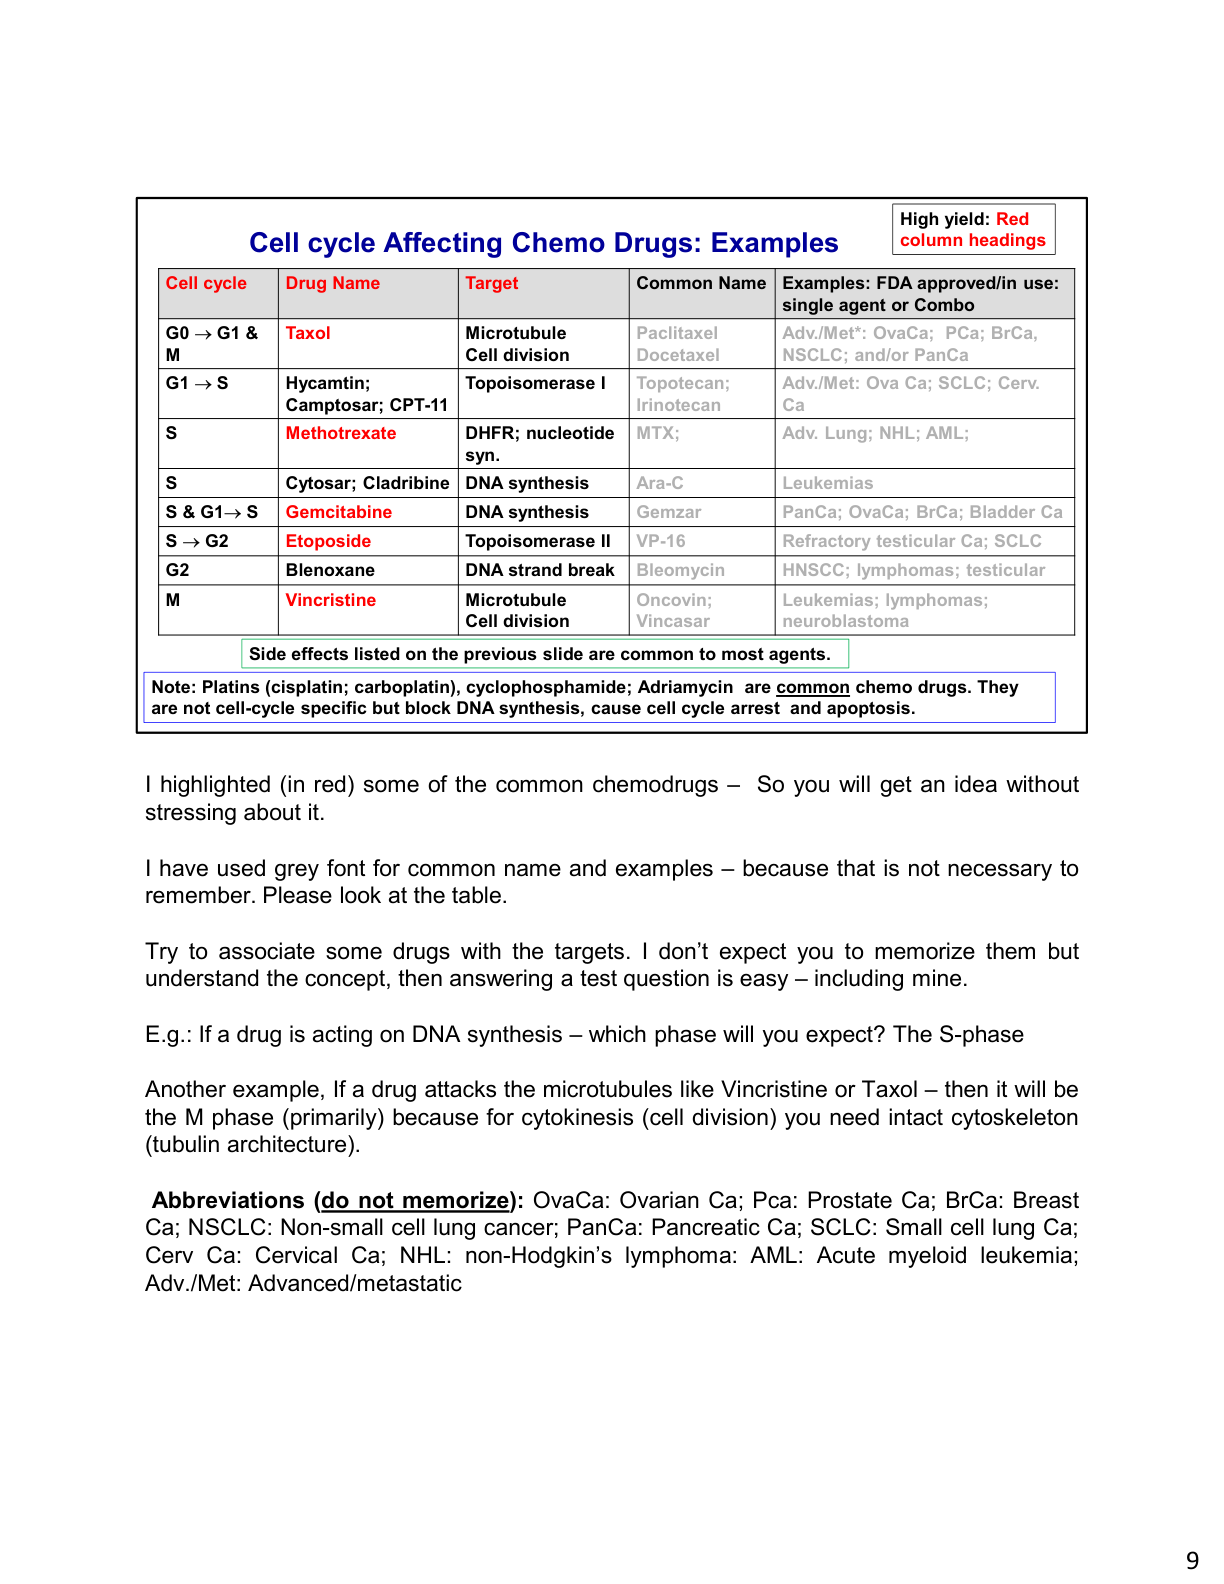 High yield: Red
column headings
Cell cycle Affecting Chemo Drugs: Examples
Cell cycle Drug Name Target Common Name Examples: FDA approved/in use:
single agent or Combo
G0 → G1 & Taxol Microtubule Paclitaxel Adv./Met*: OvaCa;  PCa; BrCa,
M Cell division Docetaxel NSCLC; and/or PanCa
G1 → S Hycamtin; Topoisomerase I Topotecan; Adv./Met: Ova Ca; SCLC; Cerv.
Camptosar; CPT-11 Irinotecan Ca
S Methotrexate DHFR; nucleotide MTX; Adv. Lung; NHL; AML;
syn.
S Cytosar; Cladribine DNA synthesis Ara-C Leukemias
S & G1→ S Gemcitabine DNA synthesis Gemzar PanCa; OvaCa; BrCa; Bladder Ca
S → G2 Etoposide Topoisomerase II VP-16 Refractory testicular Ca; SCLC
G2 Blenoxane DNA strand break Bleomycin HNSCC; lymphomas; testicular
M Vincristine Microtubule Oncovin; Leukemias; lymphomas;
Cell division Vincasar neuroblastoma
Side effects listed on the previous slide are common to most agents.
Note: Platins (cisplatin; carboplatin), cyclophosphamide; Adriamycin  are common chemo drugs. They
are not cell-cycle specific but block DNA synthesis, cause cell cycle arrest  and apoptosis.
I highlighted (in red) some of the common chemodrugs –  So you will get an idea without
stressing about it.
I have used grey font for common name and examples – because that is not necessary to
remember. Please look at the table.
Try to associate some drugs with the targets. I don’t expect you to memorize them but
understand the concept, then answering a test question is easy – including mine.
E.g.: If a drug is acting on DNA synthesis – which phase will you expect? The S-phase
Another example, If a drug attacks the microtubules like Vincristine or Taxol – then it will be
the M phase (primarily) because for cytokinesis (cell division) you need intact cytoskeleton
(tubulin architecture).
Abbreviations (do not memorize): OvaCa: Ovarian Ca; Pca: Prostate Ca; BrCa: Breast
Ca; NSCLC: Non-small cell lung cancer; PanCa: Pancreatic Ca; SCLC: Small cell lung Ca;
Cerv Ca: Cervical Ca; NHL: non-Hodgkin’s lymphoma: AML: Acute myeloid leukemia;
Adv./Met: Advanced/metastatic
9